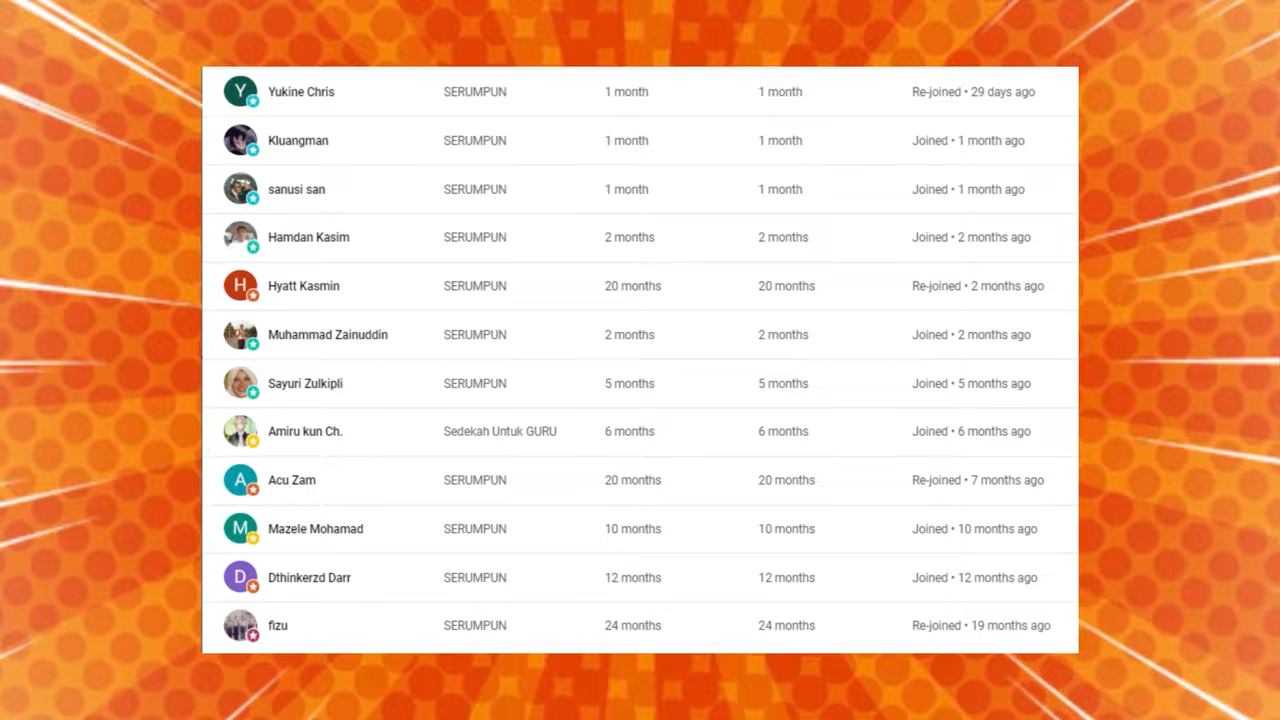 Y Yukine Chris SERUMPUN 1 month 1 month Re-joined • 29 days ago
Kluangman SERUMPUN 1 month 1 month Joined • 1 month ago
sanusi san SERUMPUN 1 month 1 month Joined • 1 month ago
Hamdan Kasim SERUMPUN 2 months 2 months Joined • 2 months ago
H Hyatt Kasmin SERUMPUN 20 months 20 months Re-joined • 2 months ago
Muhammad Zainuddin SERUMPUN 2 months 2 months Joined • 2 months ago
Sayuri Zulkipli SERUMPUN 5 months 5 months Joined • 5 months ago
Amiru kun Ch. Sedekah Untuk GURU 6 months 6 months Joined • 6 months ago
A Acu Zam SERUMPUN 20 months 20 months Re-joined • 7 months ago
M Mazele Mohamad SERUMPUN 10 months 10 months Joined • 10 months ago
D Dthinkerzd Darr SERUMPUN 12 months 12 months Joined • 12 months ago
fizu SERUMPUN 24 months 24 months Re-joined • 19 months ago